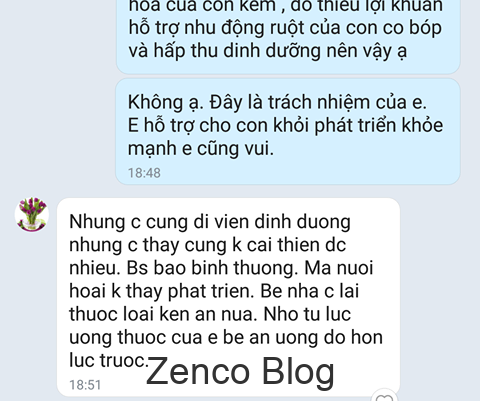 hóa của con kém , do thiếu lợi khuẩn
hỗ trợ nhu động ruột của con co bóp
và hấp thu dinh dưỡng nên vậy ạ
Không ạ. Đây là trách nhiệm của e.
E hỗ trợ cho con khỏi phát triển khỏe
mạnh e cũng vui.
18:48
Nhung c cung di vien dinh duong
nhung c thay cung k cai thien dc
nhieu. Bs bao binh thuong. Ma nuoi
hoai k thay phat trien. Be nha c lai
thuoc loai ken an nua. Nho tu luc
uong thuoc cua e be an uong do hon
luc truoc.
Zenco Blog
18:51